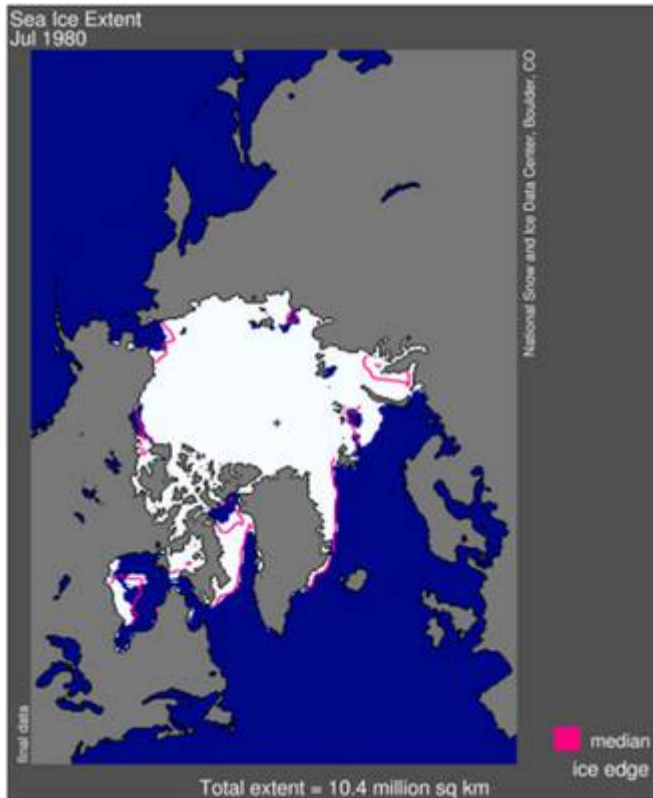 Sea Ice Extent
Jul 1980
National Snow and Ice Data Center, Boulder, CO
final data
median
ice edge
Total extent = 10.4 million sq km